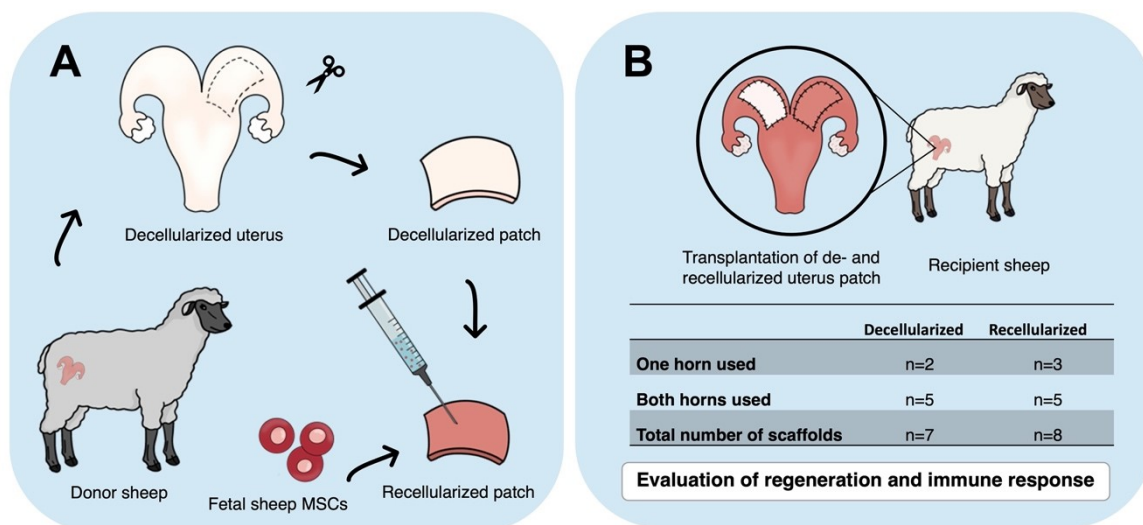 A
Decellularized uterus
Decellularized patch
Donor sheep
Fetal sheep MSCs
Recellularized patch
B
Transplantation of de- and
recellularized uterus patch
Recipient sheep
Decellularized Recellularized
One horn used n=2 n=3
Both horns used n=5 n=5
Total number of scaffolds n=7 n=8
Evaluation of regeneration and immune response